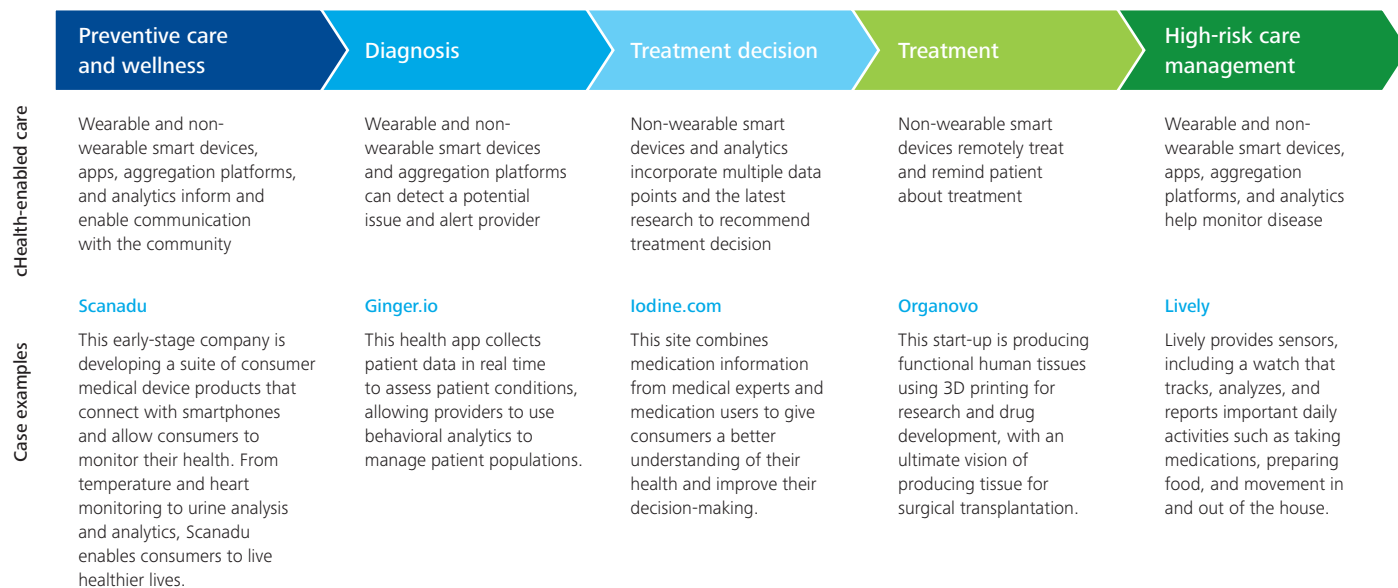 Preventive care
and wellness
Diagnosis
Treatment decision
Treatment
High-risk care
management
cHealth-enabled care
Wearable and non-
wearable smart devices,
apps, aggregation platforms,
and analytics inform and
enable communication
with the community
Wearable and non-
wearable smart devices
and aggregation platforms
can detect a potential
issue and alert provider
Non-wearable smart
devices and analytics
incorporate multiple data
points and the latest
research to recommend
treatment decision
Non-wearable smart
devices remotely treat
and remind patient
about treatment
Wearable and non-
wearable smart devices,
apps, aggregation
platforms, and analytics
help monitor disease
Case examples
Scanadu
This early-stage company is
developing a suite of consumer
medical device products that
connect with smartphones
and allow consumers to
monitor their health. From
temperature and heart
monitoring to urine analysis
and analytics, Scanadu
enables consumers to live
healthier lives.
Ginger.io
This health app collects
patient data in real time
to assess patient conditions,
allowing providers to use
behavioral analytics to
manage patient populations.
Iodine.com
This site combines
medication information
from medical experts and
medication users to give
consumers a better
understanding of their
health and improve their
decision-making.
Organovo
This start-up is producing
functional human tissues
using 3D printing for
research and drug
development, with an
ultimate vision of
producing tissue for
surgical transplantation.
Lively
Lively provides sensors,
including a watch that
tracks, analyzes, and
reports important daily
activities such as taking
medications, preparing
food, and movement in
and out of the house.